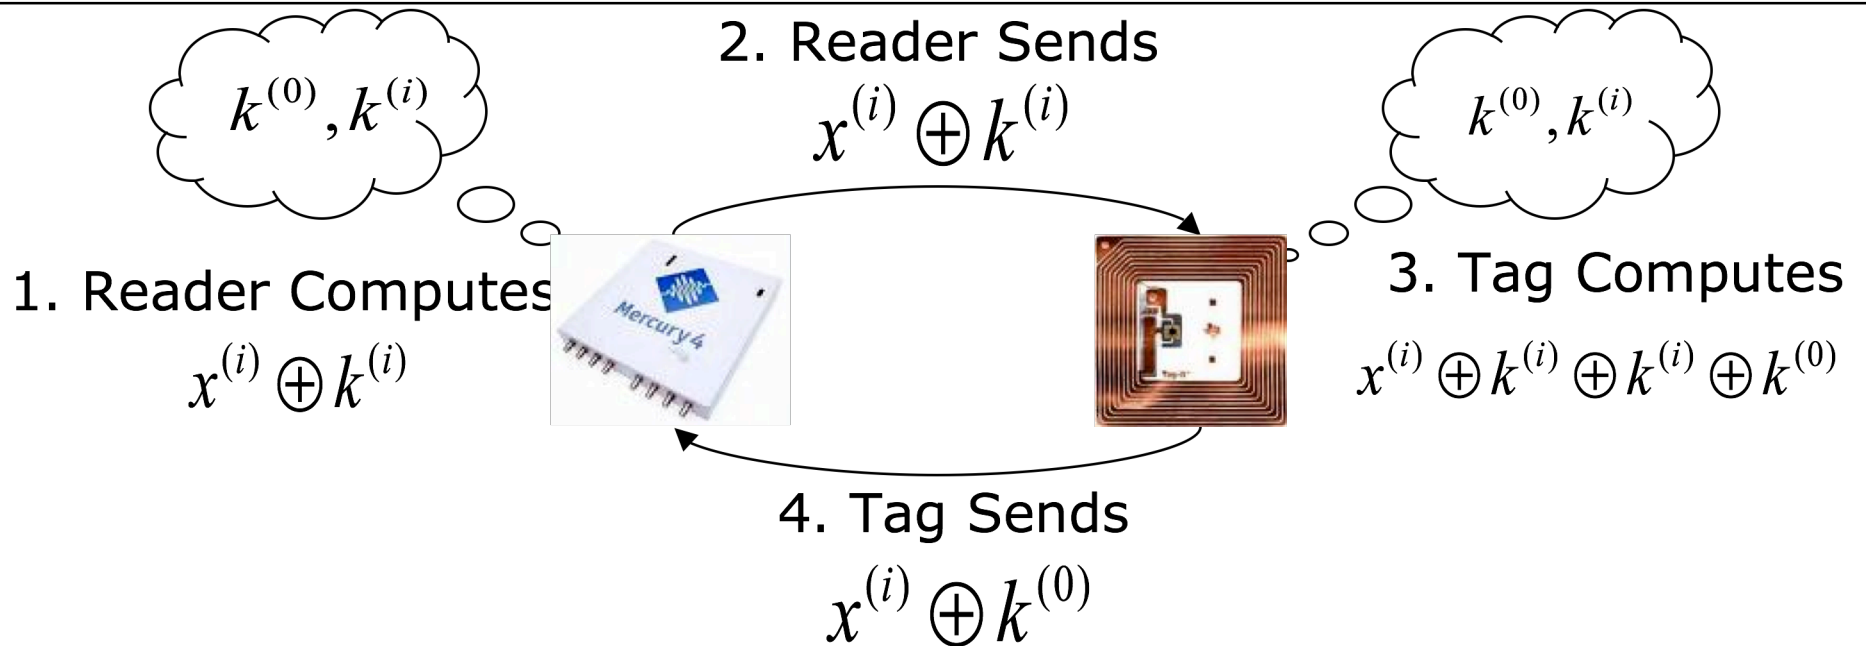 2. Reader Sends
x^(i) ⊕ k^(i)
k^(0), k^(i)
k^(0), k^(i)
1. Reader Computes
x^(i) ⊕ k^(i)
Mercury4
3. Tag Computes
x^(i) ⊕ k^(i) ⊕ k^(i) ⊕ k^(0)
4. Tag Sends
x^(i) ⊕ k^(0)